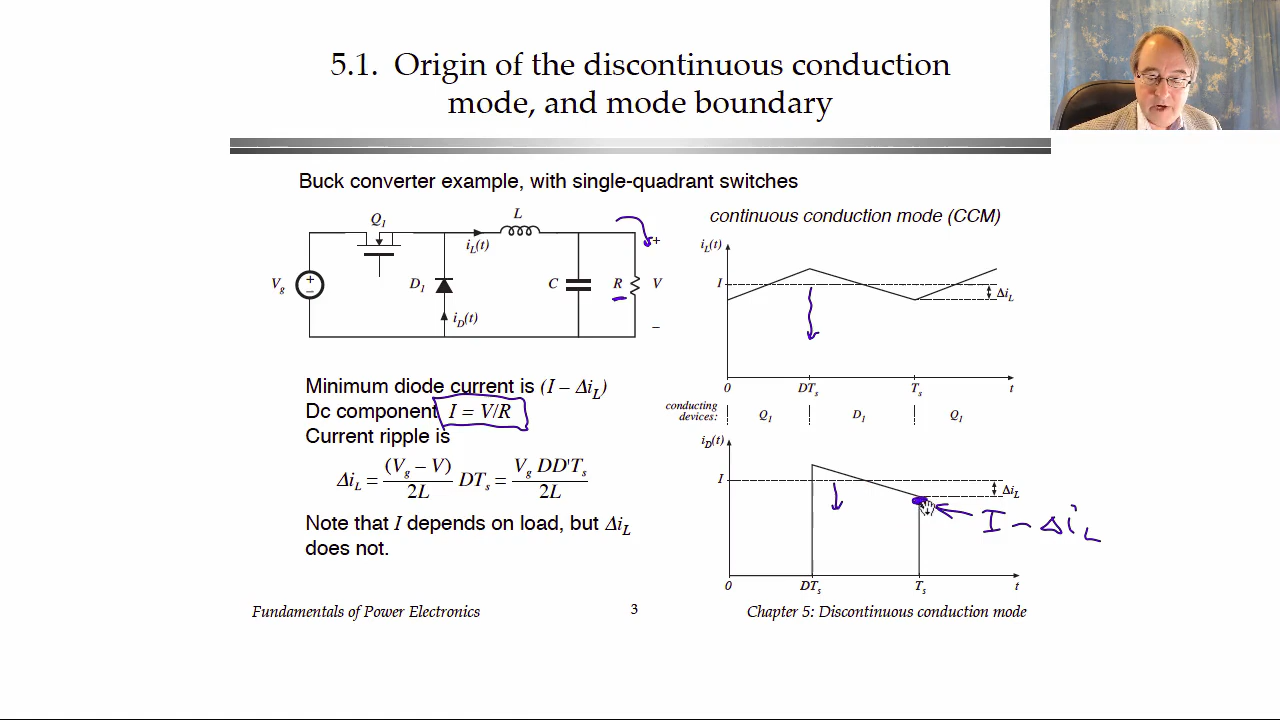 5.1. Origin of the discontinuous conduction
mode, and mode boundary
Buck converter example, with single-quadrant switches
Q1
L
iL(t)
+
Vg
+
–
D1
C
R
V
iD(t)
–
Minimum diode current is (I – ΔiL)
Dc component I = V/R
Current ripple is
ΔiL = (Vg – V) / 2L DTs = Vg DD'Ts / 2L
Note that I depends on load, but ΔiL
does not.
continuous conduction mode (CCM)
iL(t)
I
ΔiL
0 DTs Ts t
conducting
devices: Q1 D1 Q1
iD(t)
I
ΔiL
I – ΔiL
0 DTs Ts t
Fundamentals of Power Electronics
3
Chapter 5: Discontinuous conduction mode